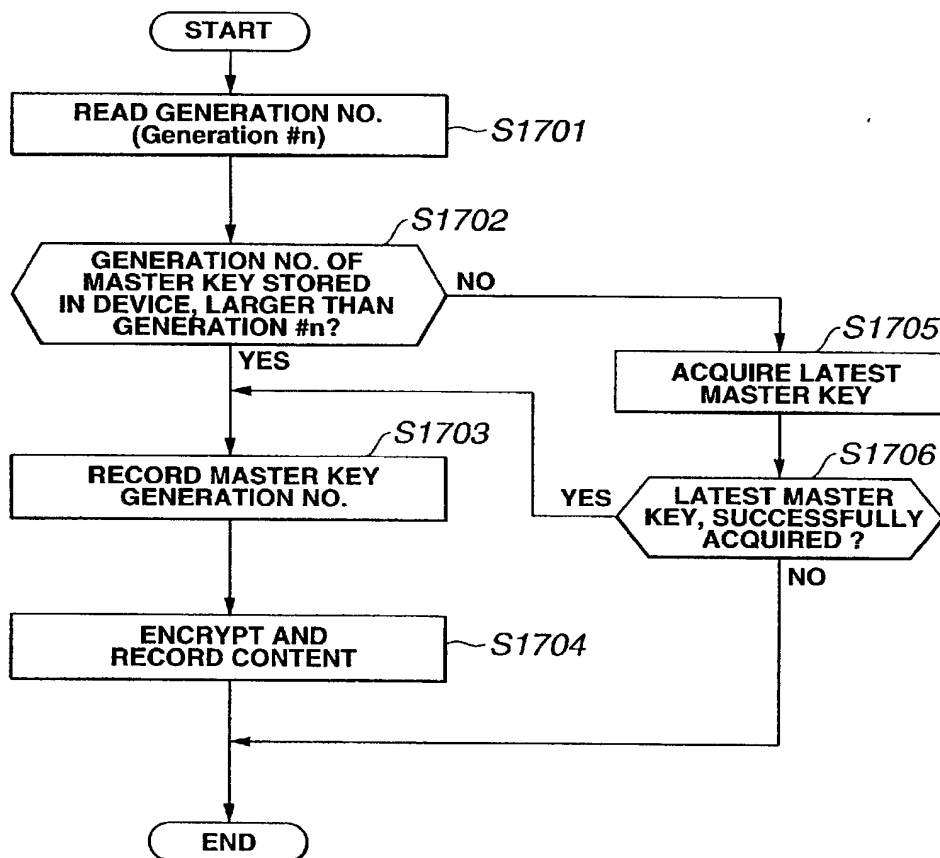 START
READ GENERATION NO.
(Generation #n)
S1701
S1702
GENERATION NO. OF
MASTER KEY STORED
IN DEVICE, LARGER THAN
GENERATION #n?
NO
YES
S1705
ACQUIRE LATEST
MASTER KEY
S1703
RECORD MASTER KEY
GENERATION NO.
S1706
YES
LATEST MASTER
KEY, SUCCESSFULLY
ACQUIRED ?
NO
ENCRYPT AND
RECORD CONTENT
S1704
END